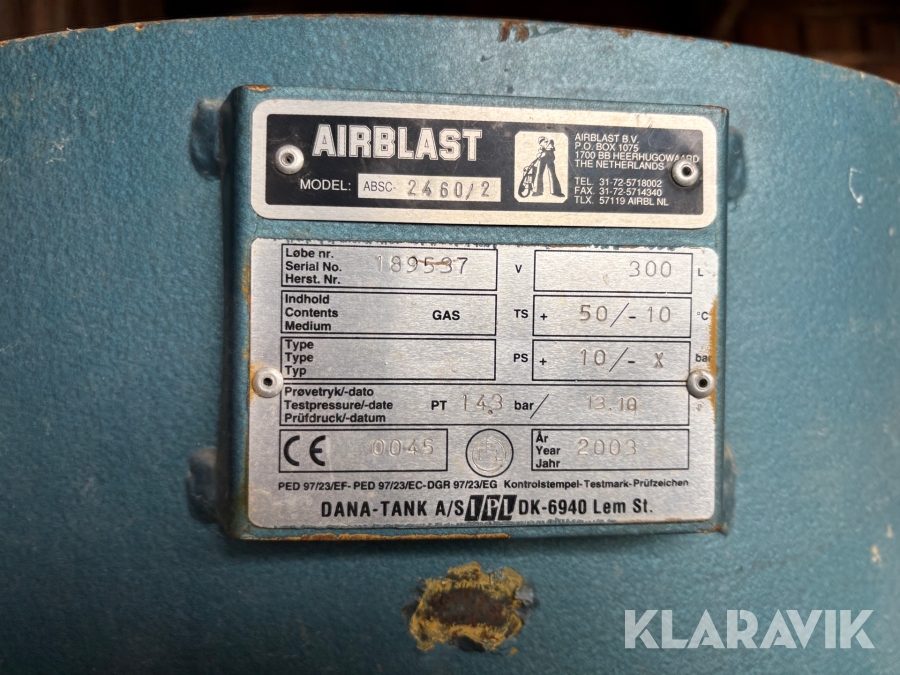 AIRBLAST
MODEL: ABSC- 2460/2
AIRBLAST B.V.
P.O. BOX 1075
1700 BB HEERHUGOWAARD
THE NETHERLANDS
TEL. 31-72-5718002
FAX. 31-72-5714340
TLX. 57119 AIRBL NL
Løbe nr.
Serial No. 189537
Herst. Nr.
V 300 L
Indhold
Contents GAS
Medium
TS + 50/-10 °C
Type
Type
Typ
PS + 10/-X bar
Prøvetryk/-dato
Testpressure/-date PT 14,3 bar/ 13.10
Prüfdruck/-datum
CE 0045
År
Year 2003
Jahr
PED 97/23/EF- PED 97/23/EC-DGR 97/23/EG Kontrolstempel-Testmark-Prüfzeichen
DANA-TANK A/S IPL DK-6940 Lem St.
KLARAVIK